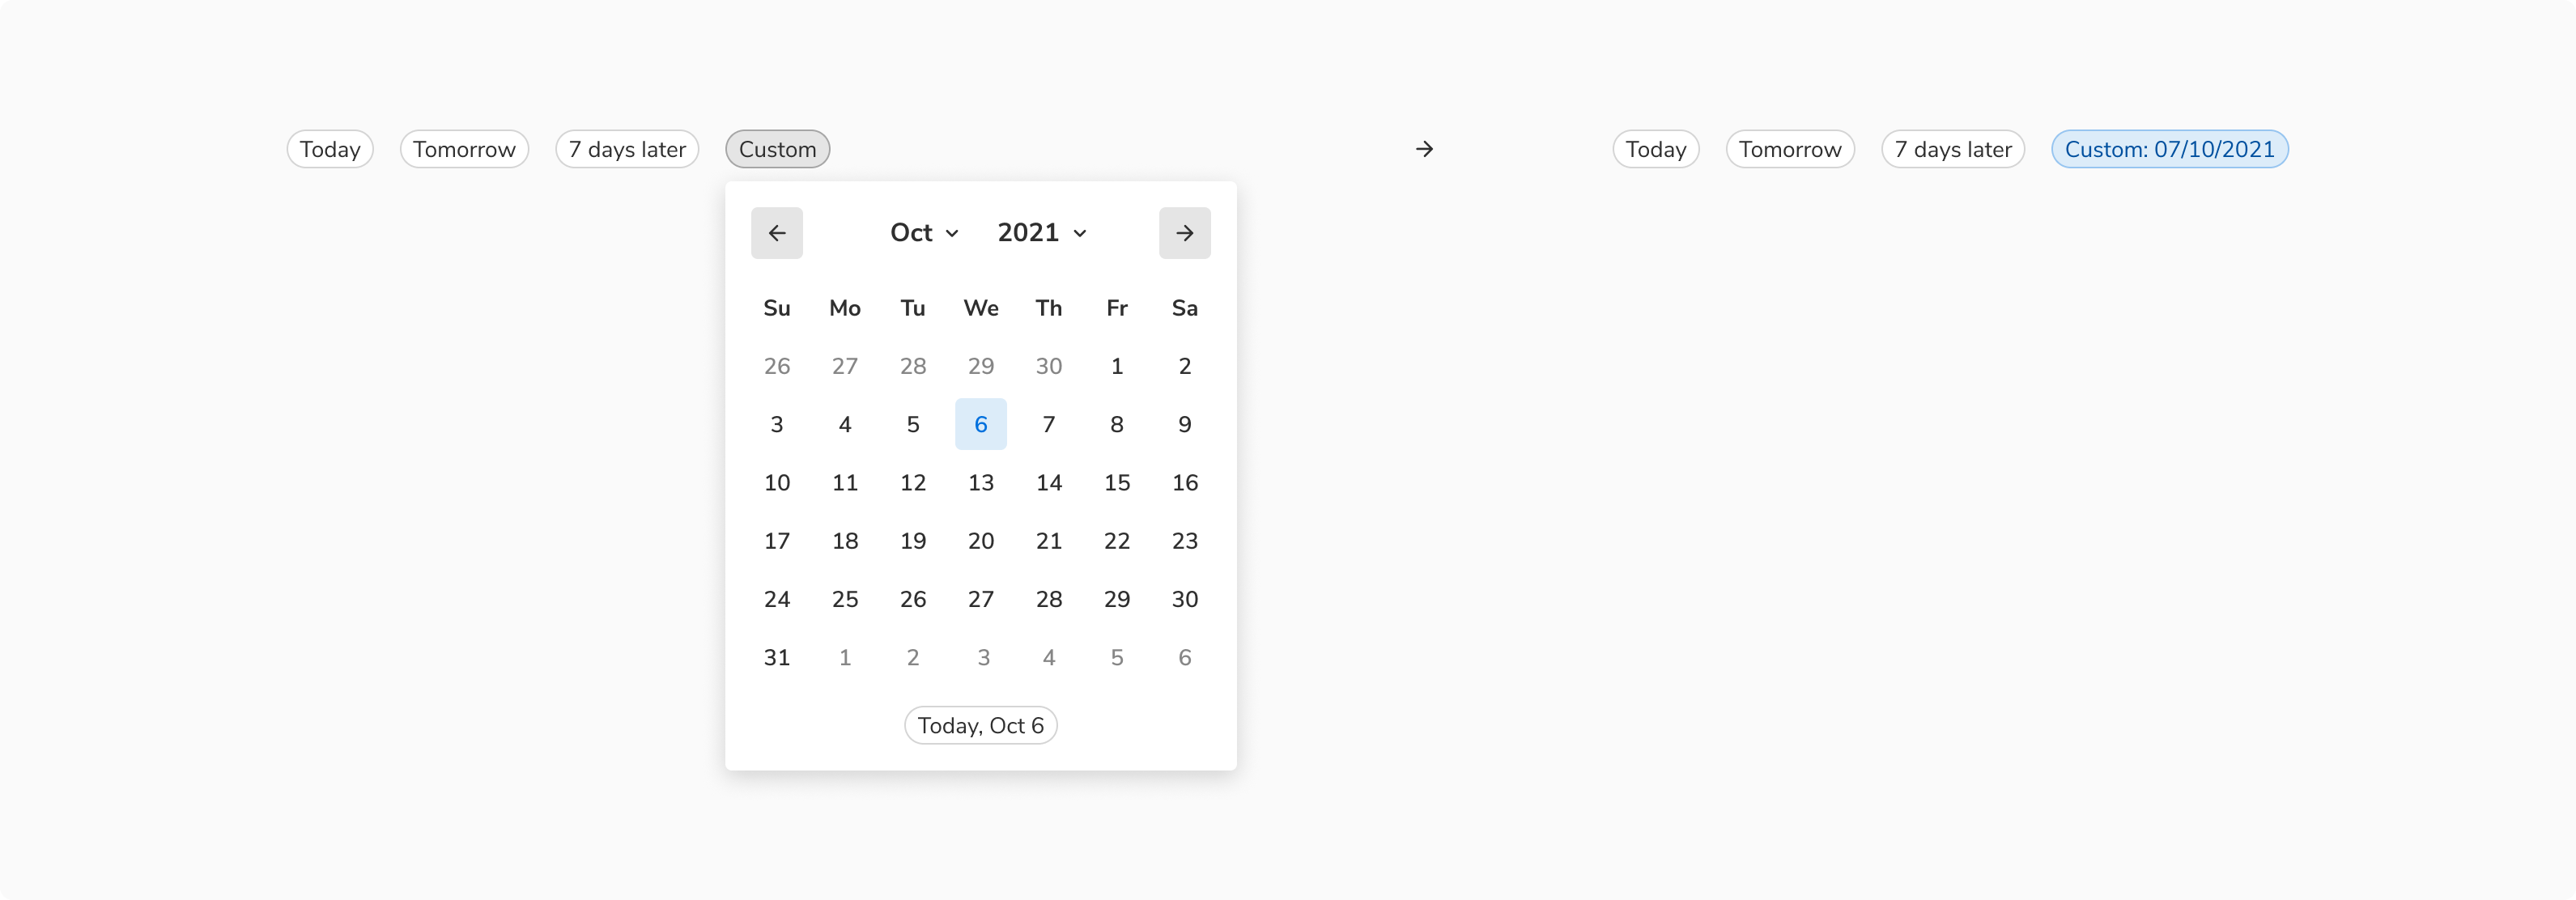 Today Tomorrow 7 days later Custom → Today Tomorrow 7 days later Custom: 07/10/2021
← Oct 2021 →
Su Mo Tu We Th Fr Sa
26 27 28 29 30 1 2
3 4 5 6 7 8 9
10 11 12 13 14 15 16
17 18 19 20 21 22 23
24 25 26 27 28 29 30
31 1 2 3 4 5 6
Today, Oct 6